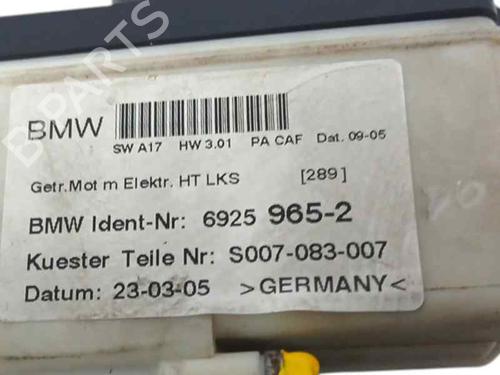 BMW
SW A17 HW 3.01 PA CAF Dat. 09-05
Getr.Mot m Elektr. HT LKS [289]
BMW Ident-Nr: 6925 965-2
Kuester Teile Nr: S007-083-007
Datum: 23-03-05 >GERMANY<
B-PARTS